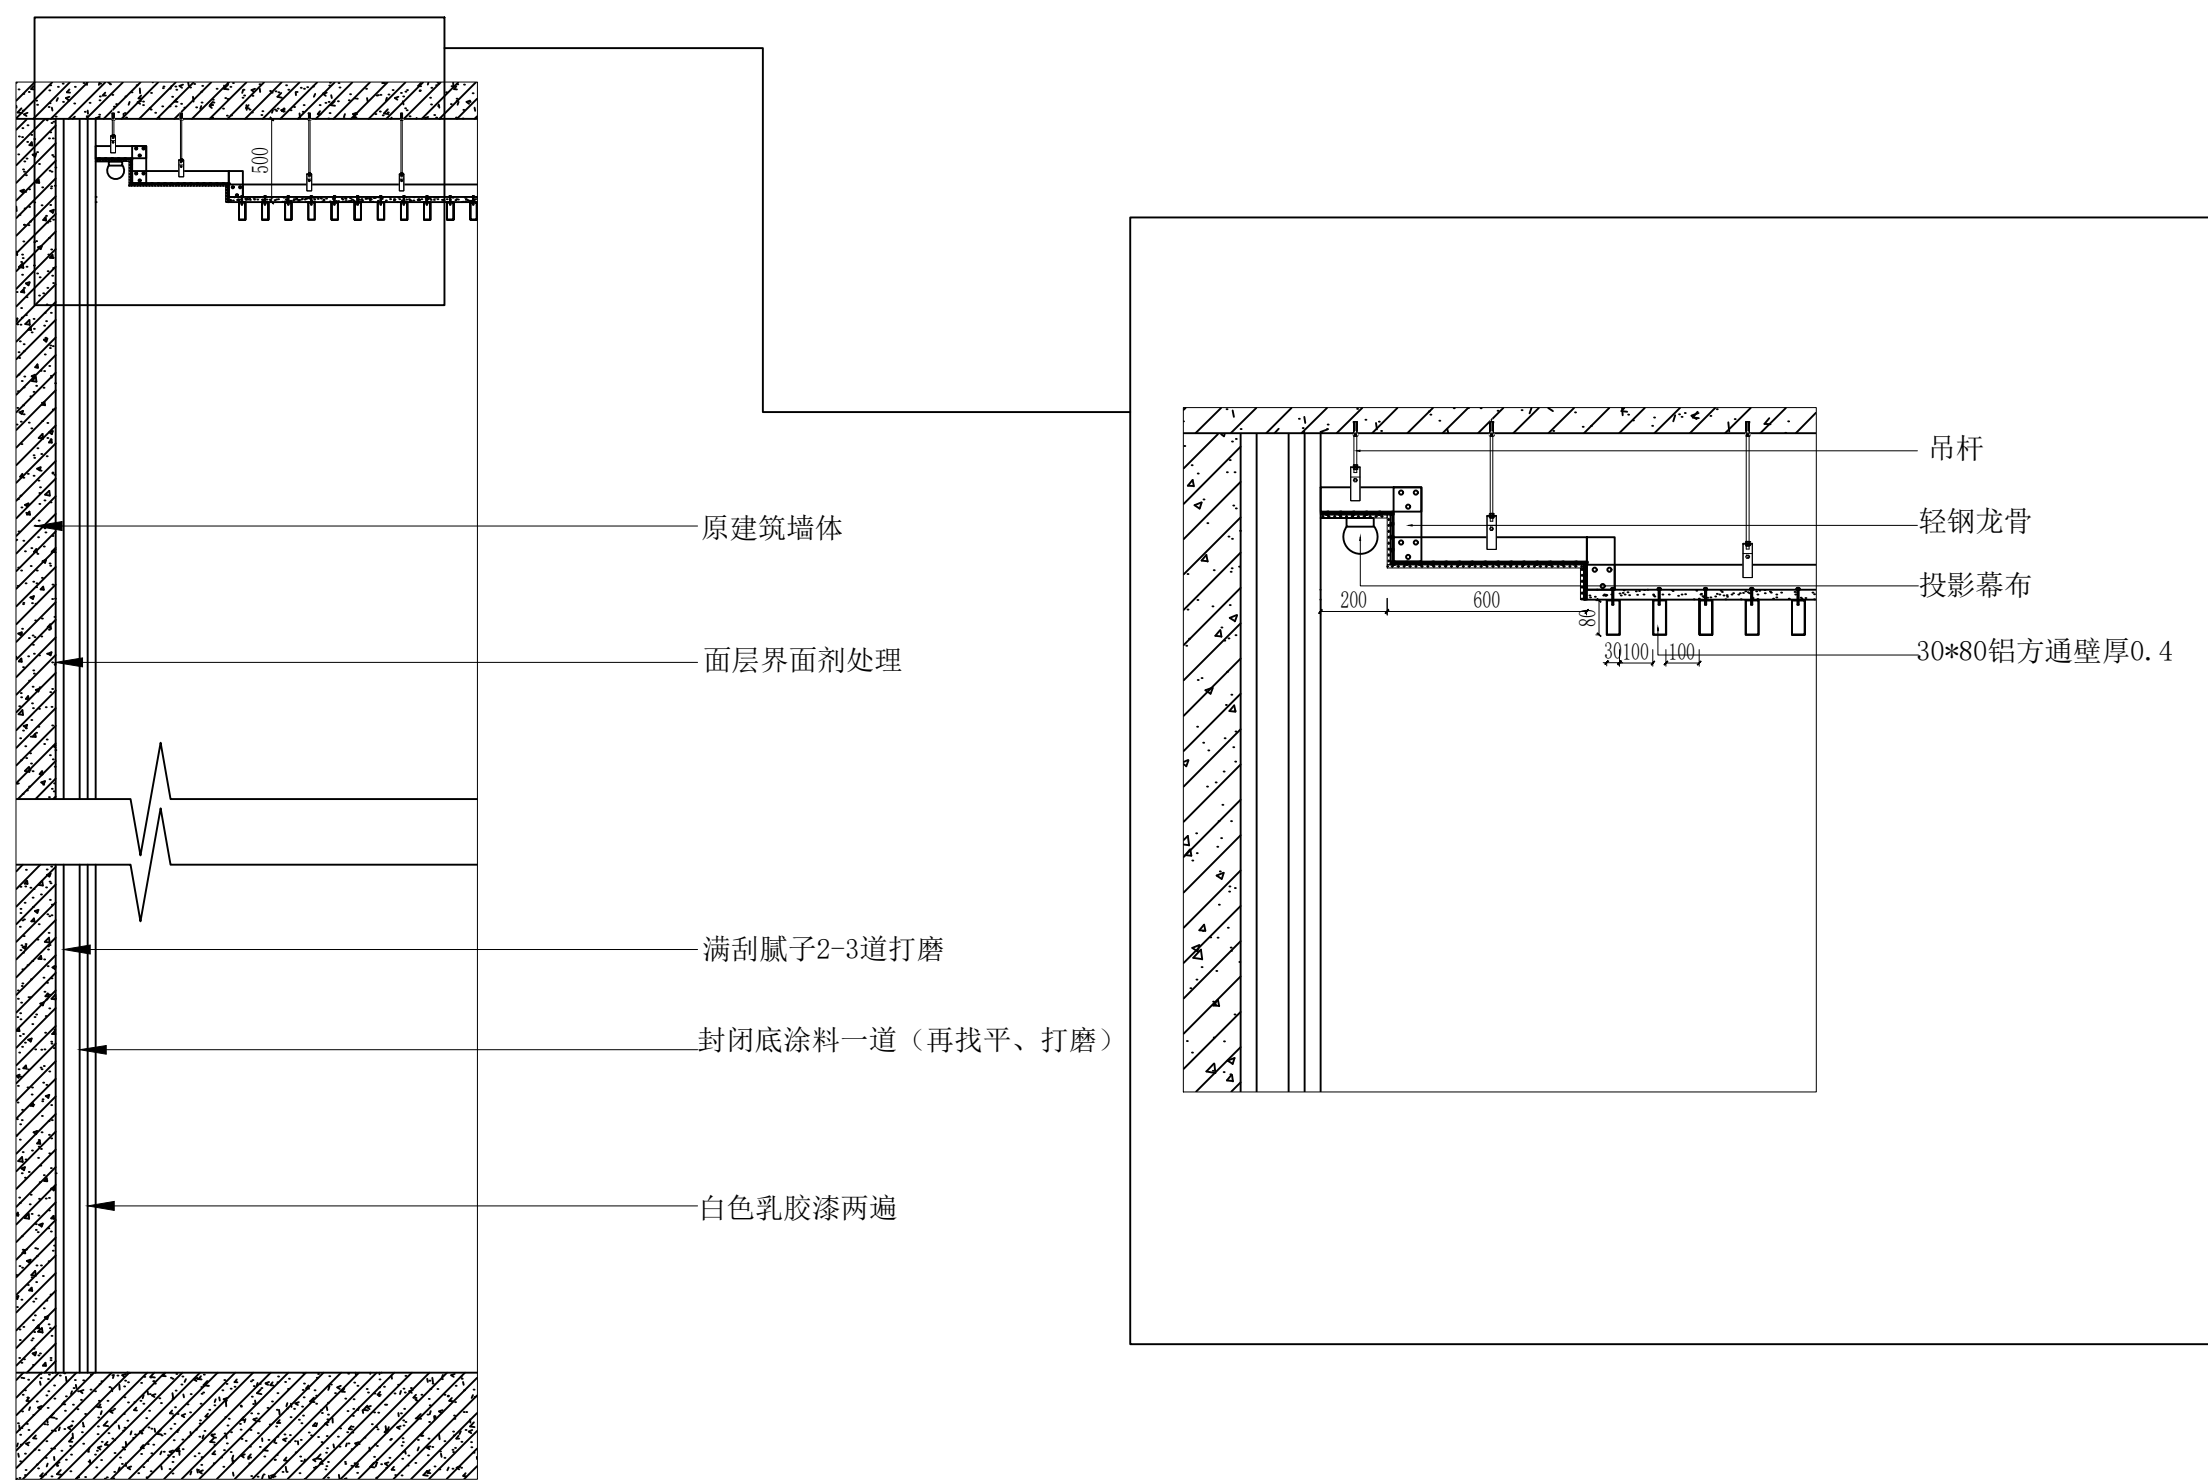 500
原建筑墙体
面层界面剂处理
满刮腻子2-3道打磨
封闭底涂料一道（再找平、打磨）
白色乳胶漆两遍
吊杆
轻钢龙骨
投影幕布
200
600
80
30
100
100
30*80铝方通壁厚0.4